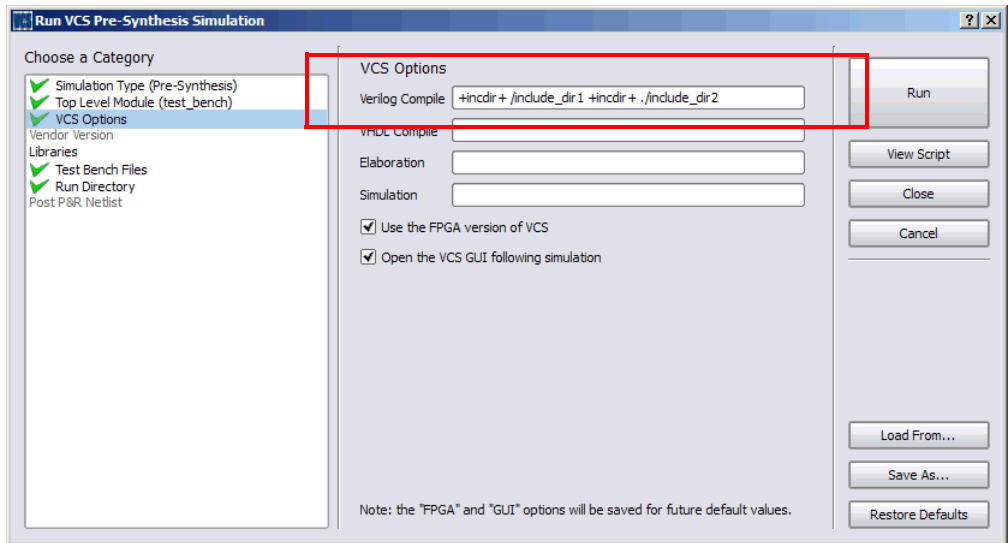 Run VCS Pre-Synthesis Simulation
Choose a Category
Simulation Type (Pre-Synthesis)
Top Level Module (test_bench)
VCS Options
Vendor Version
Libraries
Test Bench Files
Run Directory
Post P&R Netlist
VCS Options
Verilog Compile +incdir+ /include_dir1 +incdir+ ./include_dir2
VHDL Compile
Elaboration
Simulation
Use the FPGA version of VCS
Open the VCS GUI following simulation
Note: the "FPGA" and "GUI" options will be saved for future default values.
Run
View Script
Close
Cancel
Load From...
Save As...
Restore Defaults